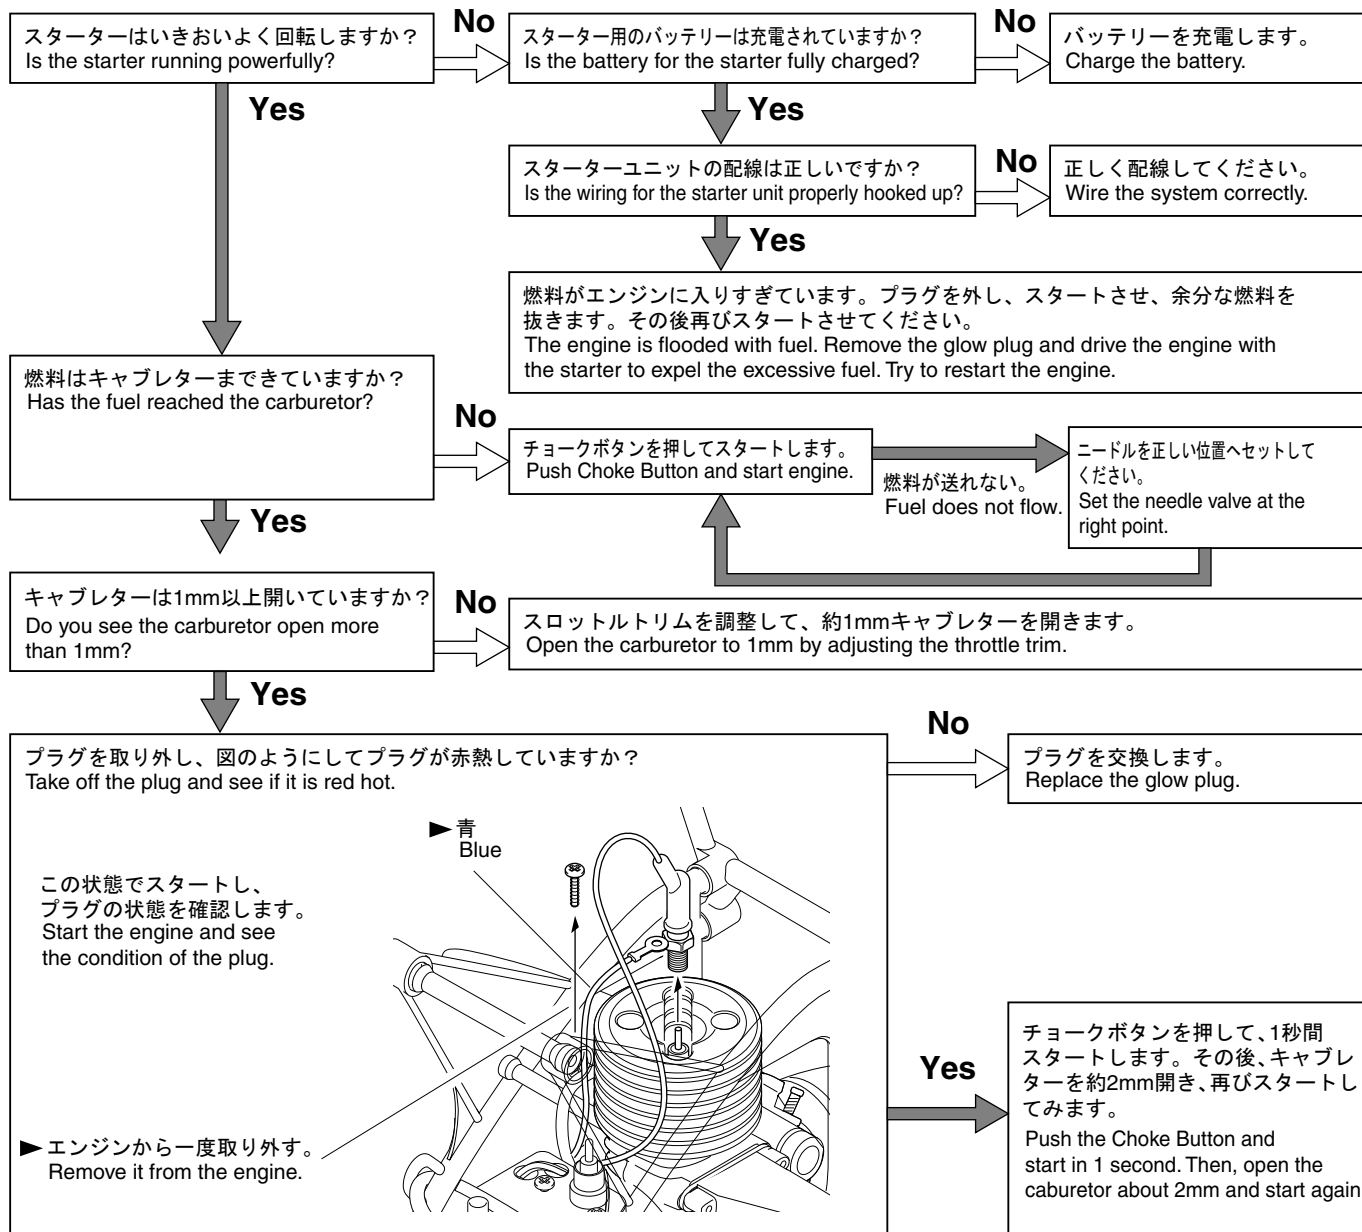 スターターはいきおいよく回転しますか？
Is the starter running powerfully?
No
スターター用のバッテリーは充電されていますか？
Is the battery for the starter fully charged?
No
バッテリーを充電します。
Charge the battery.
Yes
Yes
スターターユニットの配線は正しいですか？
Is the wiring for the starter unit properly hooked up?
No
正しく配線してください。
Wire the system correctly.
Yes
燃料がエンジンに入りすぎています。プラグを外し、スタートさせ、余分な燃料を
抜きます。その後再びスタートさせてください。
The engine is flooded with fuel. Remove the glow plug and drive the engine with
the starter to expel the excessive fuel. Try to restart the engine.
燃料はキャブレターまできていますか？
Has the fuel reached the carburetor?
No
チョークボタンを押してスタートします。
Push Choke Button and start engine.
燃料が送れない。
Fuel does not flow.
ニードルを正しい位置へセットして
ください。
Set the needle valve at the
right point.
Yes
キャブレターは1mm以上開いていますか？
Do you see the carburetor open more
than 1mm?
No
スロットルトリムを調整して、約1mmキャブレターを開きます。
Open the carburetor to 1mm by adjusting the throttle trim.
Yes
プラグを取り外し、図のようにしてプラグが赤熱していますか？
Take off the plug and see if it is red hot.
No
プラグを交換します。
Replace the glow plug.
▶青
Blue
この状態でスタートし、
プラグの状態を確認します。
Start the engine and see
the condition of the plug.
▶エンジンから一度取り外す。
Remove it from the engine.
Yes
チョークボタンを押して、1秒間
スタートします。その後、キャブレ
ターを約2mm開き、再びスタートし
てみます。
Push the Choke Button and
start in 1 second. Then, open the
caburetor about 2mm and start again